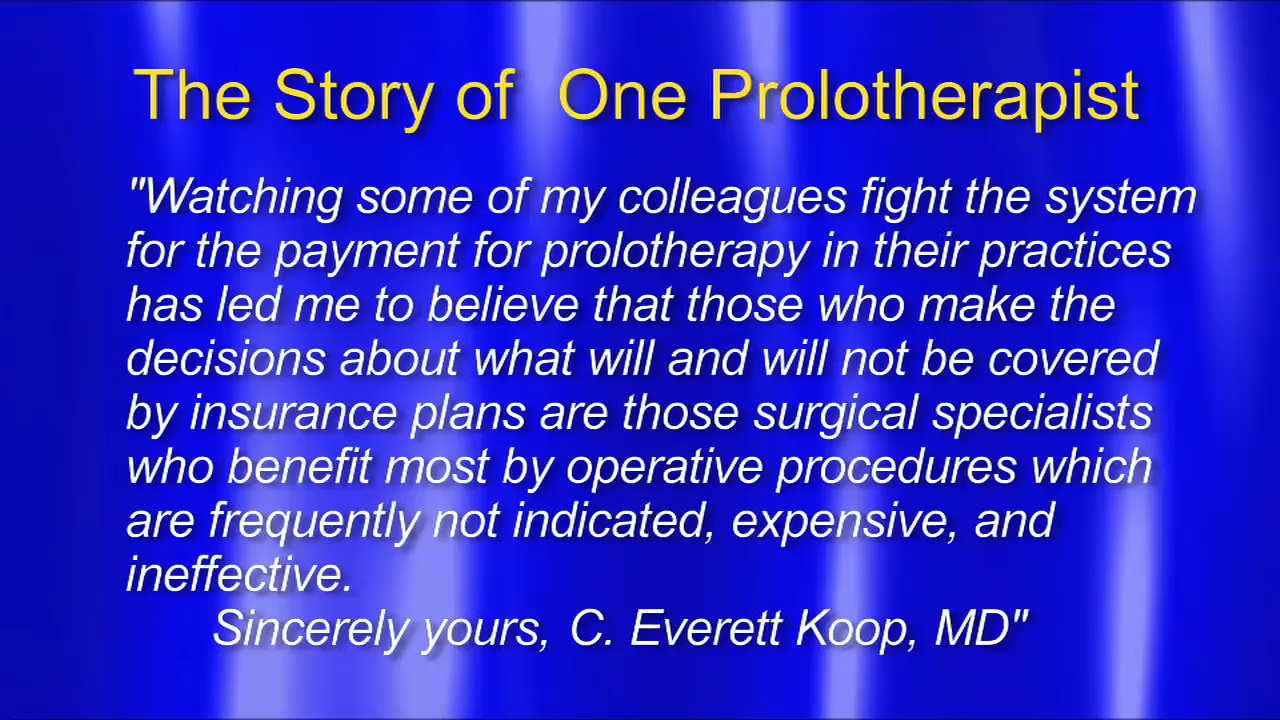 The Story of  One Prolotherapist
"Watching some of my colleagues fight the system
for the payment for prolotherapy in their practices
has led me to believe that those who make the
decisions about what will and will not be covered
by insurance plans are those surgical specialists
who benefit most by operative procedures which
are frequently not indicated, expensive, and
ineffective.
Sincerely yours, C. Everett Koop, MD"